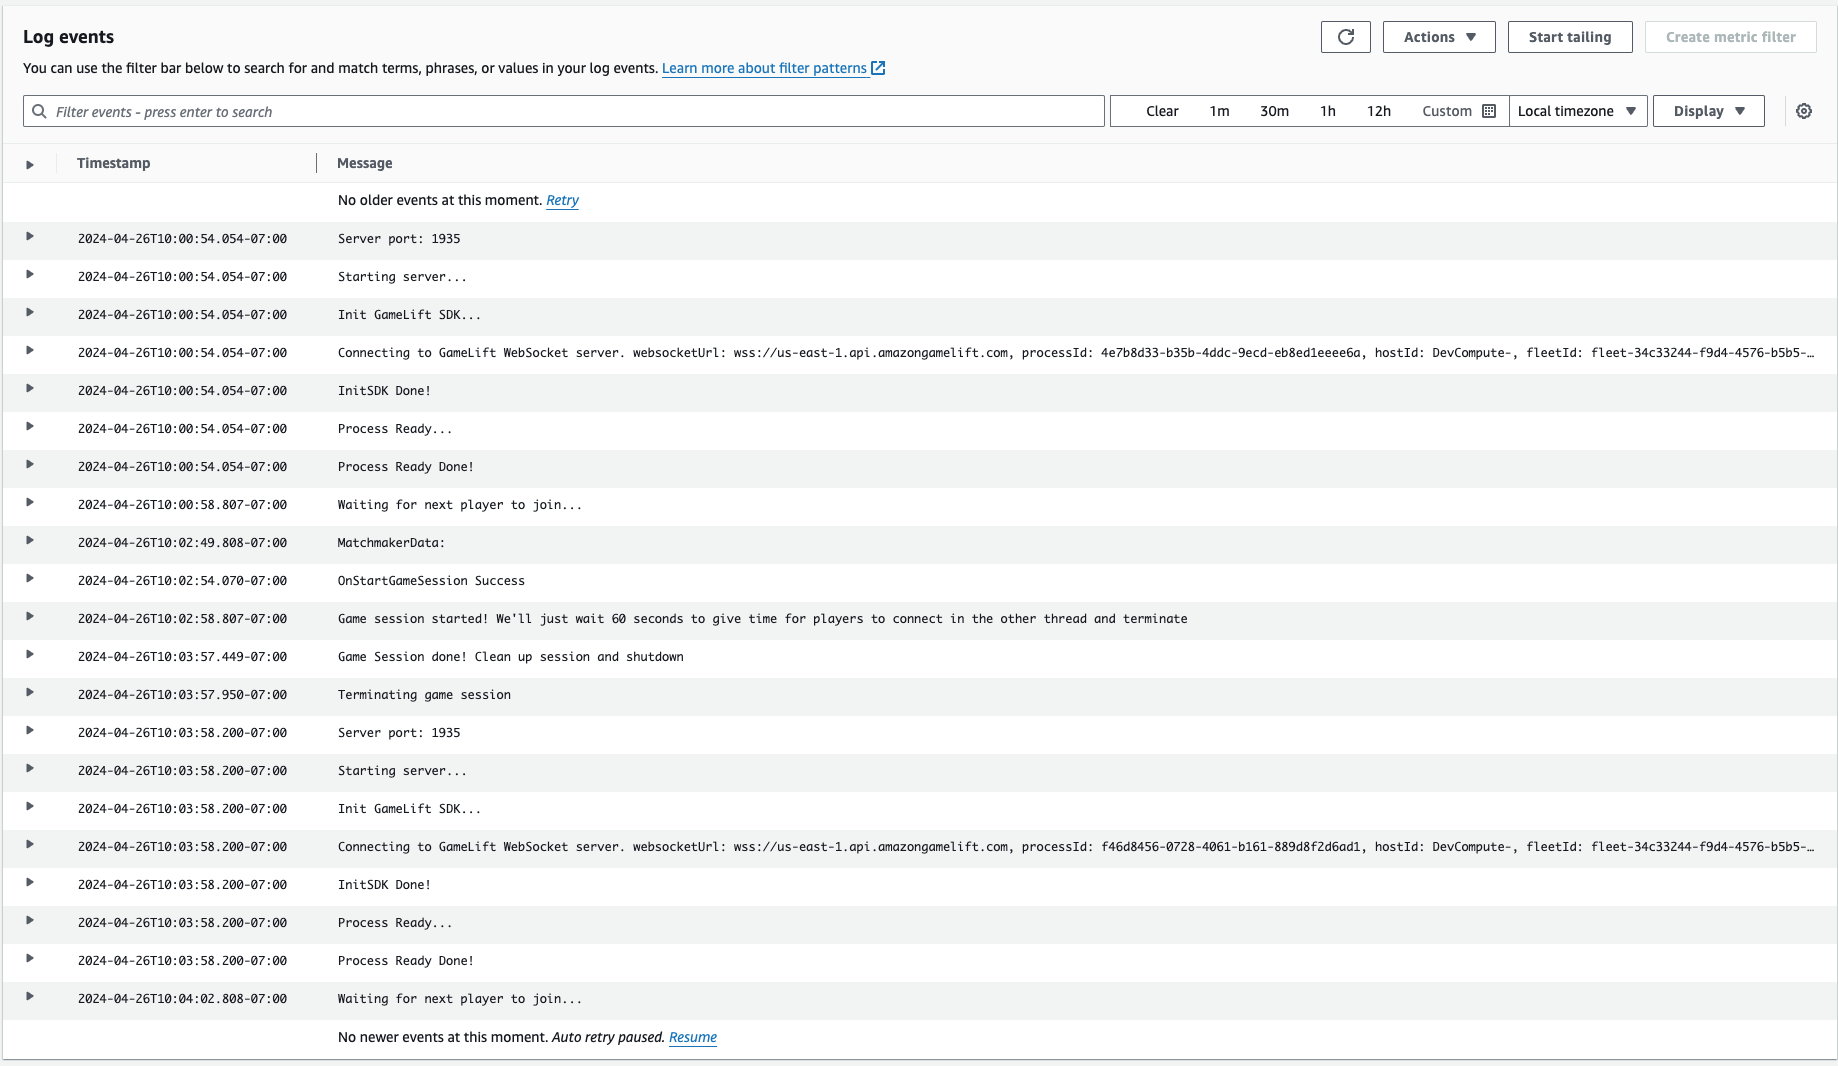 Log events
Actions
Start tailing
Create metric filter
You can use the filter bar below to search for and match terms, phrases, or values in your log events. Learn more about filter patterns
Filter events - press enter to search
Clear 1m 30m 1h 12h Custom Local timezone Display
Timestamp Message
No older events at this moment. Retry
2024-04-26T10:00:54.054-07:00 Server port: 1935
2024-04-26T10:00:54.054-07:00 Starting server...
2024-04-26T10:00:54.054-07:00 Init GameLift SDK...
2024-04-26T10:00:54.054-07:00 Connecting to GameLift WebSocket server. websocketUrl: wss://us-east-1.api.amazongamelift.com, processId: 4e7b8d33-b35b-4ddc-9ecd-eb8ed1eeee6a, hostId: DevCompute-, fleetId: fleet-34c33244-f9d4-4576-b5b5-…
2024-04-26T10:00:54.054-07:00 InitSDK Done!
2024-04-26T10:00:54.054-07:00 Process Ready...
2024-04-26T10:00:54.054-07:00 Process Ready Done!
2024-04-26T10:00:58.807-07:00 Waiting for next player to join...
2024-04-26T10:02:49.808-07:00 MatchmakerData:
2024-04-26T10:02:54.070-07:00 OnStartGameSession Success
2024-04-26T10:02:58.807-07:00 Game session started! We'll just wait 60 seconds to give time for players to connect in the other thread and terminate
2024-04-26T10:03:57.449-07:00 Game Session done! Clean up session and shutdown
2024-04-26T10:03:57.950-07:00 Terminating game session
2024-04-26T10:03:58.200-07:00 Server port: 1935
2024-04-26T10:03:58.200-07:00 Starting server...
2024-04-26T10:03:58.200-07:00 Init GameLift SDK...
2024-04-26T10:03:58.200-07:00 Connecting to GameLift WebSocket server. websocketUrl: wss://us-east-1.api.amazongamelift.com, processId: f46d8456-0728-4061-b161-889d8f2d6ad1, hostId: DevCompute-, fleetId: fleet-34c33244-f9d4-4576-b5b5-…
2024-04-26T10:03:58.200-07:00 InitSDK Done!
2024-04-26T10:03:58.200-07:00 Process Ready...
2024-04-26T10:03:58.200-07:00 Process Ready Done!
2024-04-26T10:04:02.808-07:00 Waiting for next player to join...
No newer events at this moment. Auto retry paused. Resume